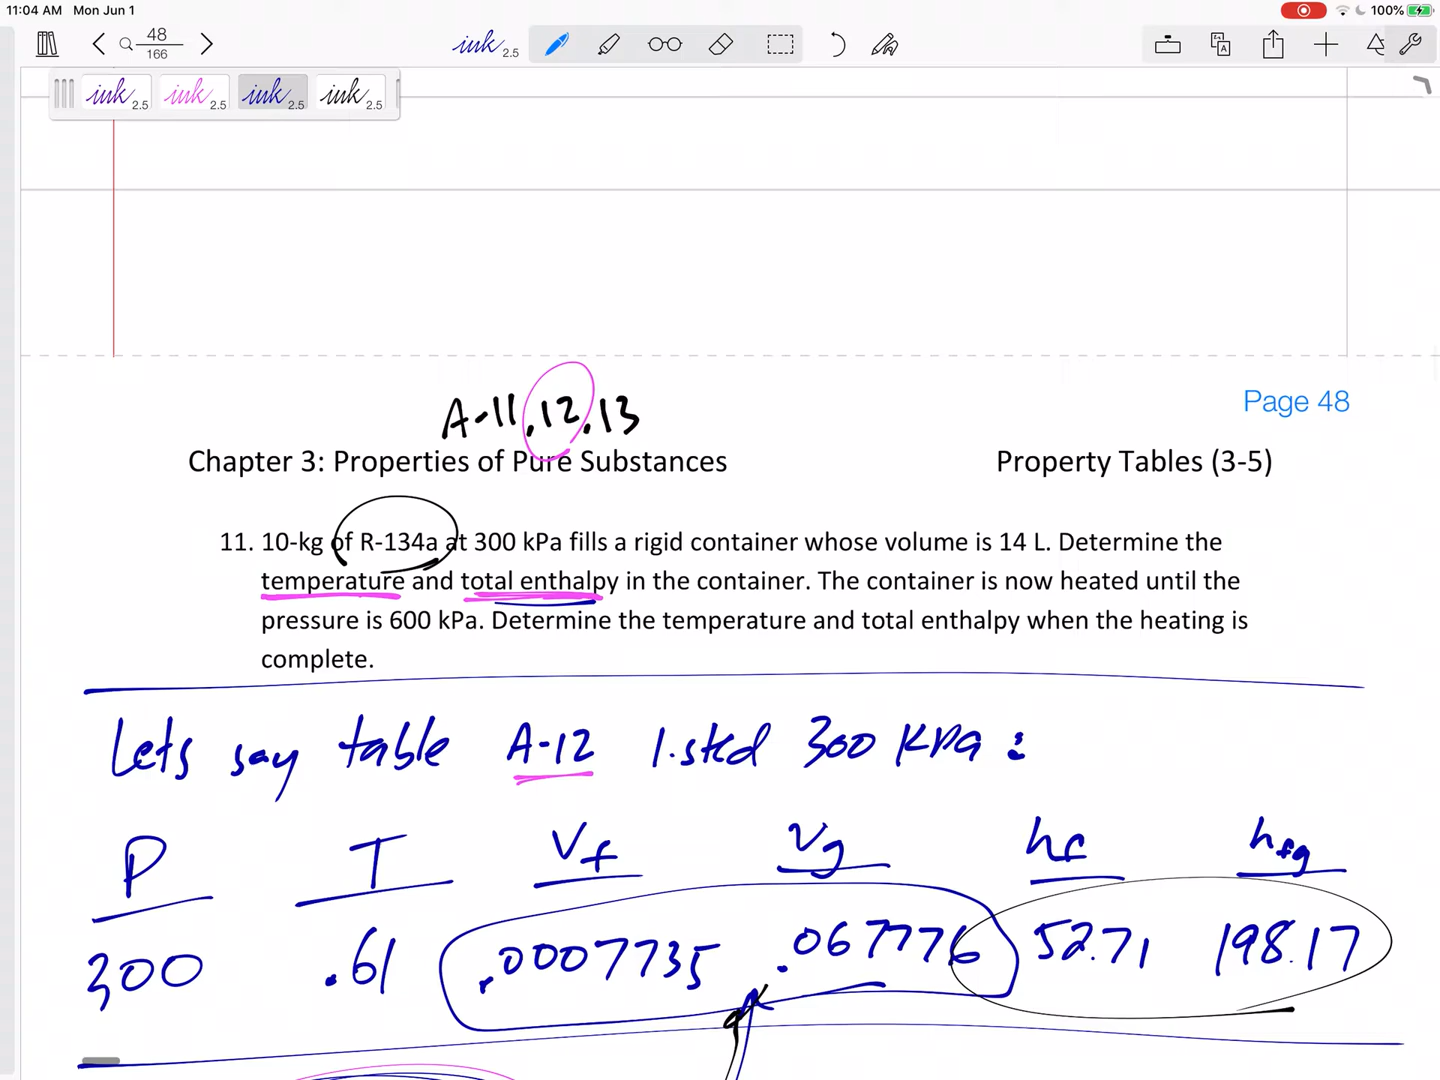 11:04 AM Mon Jun 1
100%
48
166
ink 2.5
ink 2.5
ink 2.5
ink 2.5
ink 2.5
A-11,12,13
Page 48
Chapter 3: Properties of Pure Substances
Property Tables (3-5)
11. 10-kg of R-134a at 300 kPa fills a rigid container whose volume is 14 L. Determine the
temperature and total enthalpy in the container. The container is now heated until the
pressure is 600 kPa. Determine the temperature and total enthalpy when the heating is
complete.
Lets say table A-12 listed 300 KPa :
P T Vf Vg hf hfg
300 .61 .0007735 .067776 52.71 198.17